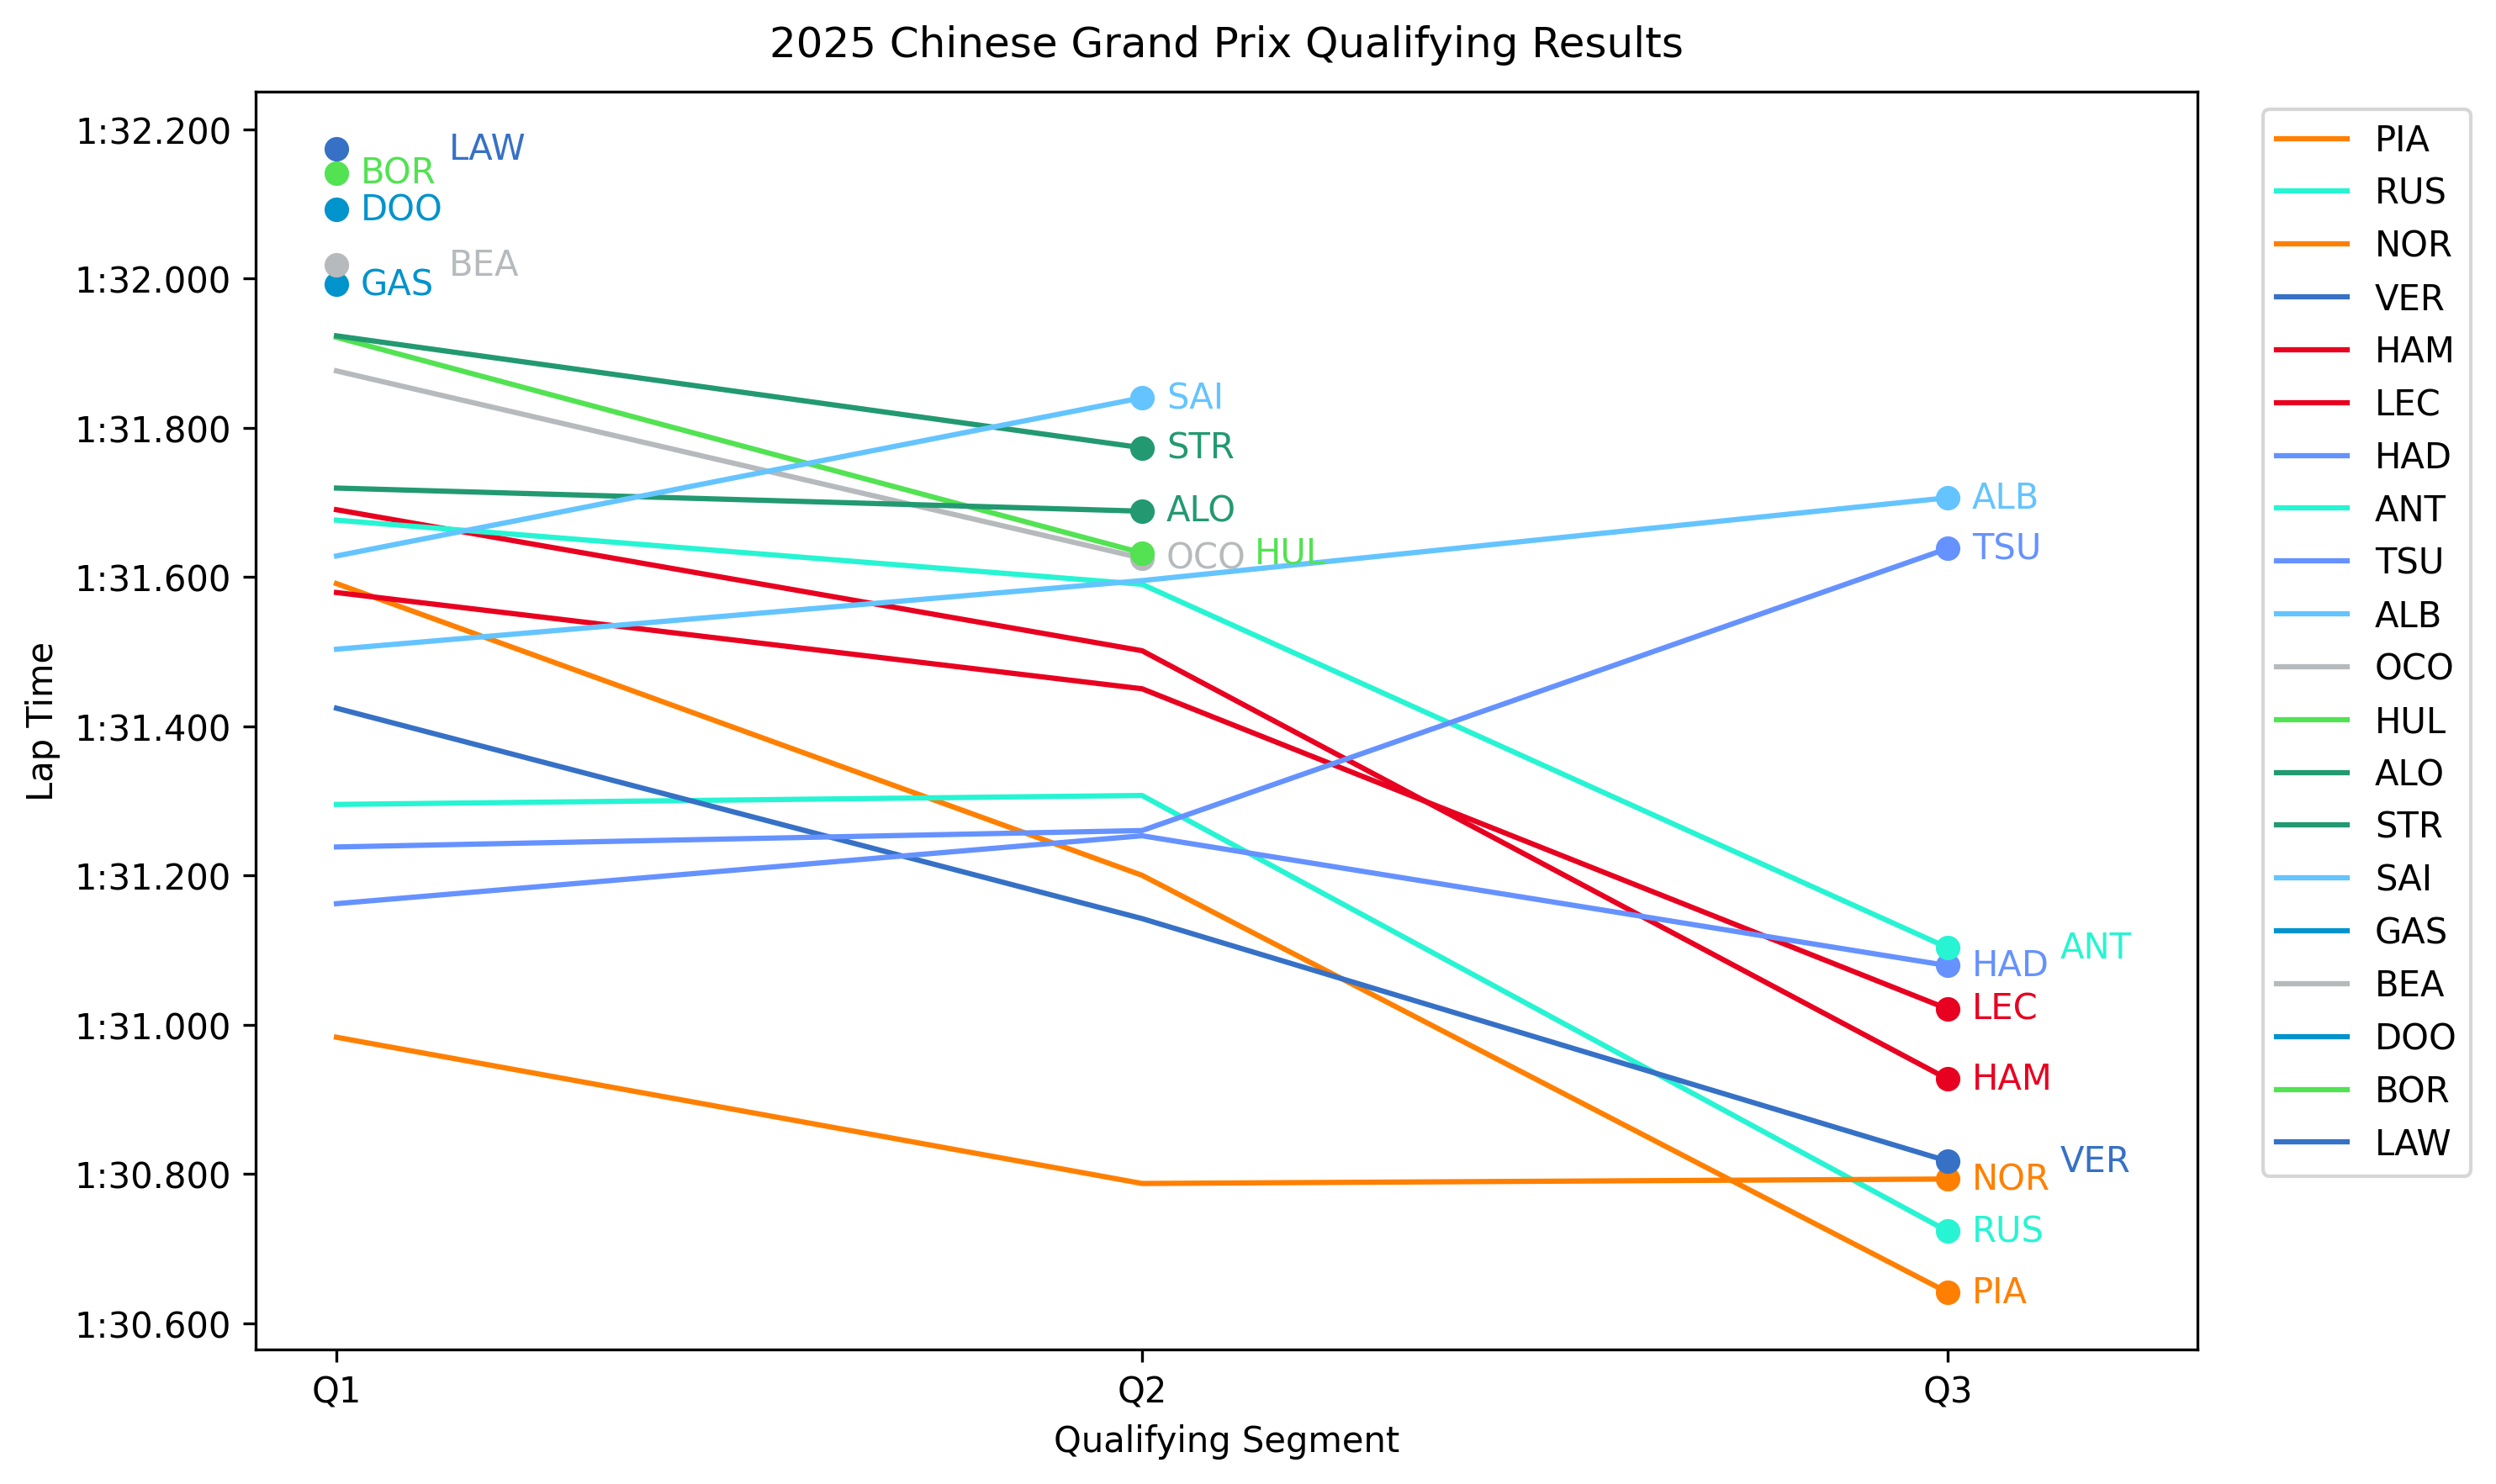 2025 Chinese Grand Prix Qualifying Results
1:32.200
1:32.000
1:31.800
1:31.600
1:31.400
1:31.200
1:31.000
1:30.800
1:30.600
Lap Time
LAW
BOR
DOO
BEA
GAS
SAI
STR
ALO
OCO
HUL
ALB
TSU
ANT
HAD
LEC
HAM
VER
NOR
RUS
PIA
Q1
Q2
Q3
Qualifying Segment
PIA
RUS
NOR
VER
HAM
LEC
HAD
ANT
TSU
ALB
OCO
HUL
ALO
STR
SAI
GAS
BEA
DOO
BOR
LAW